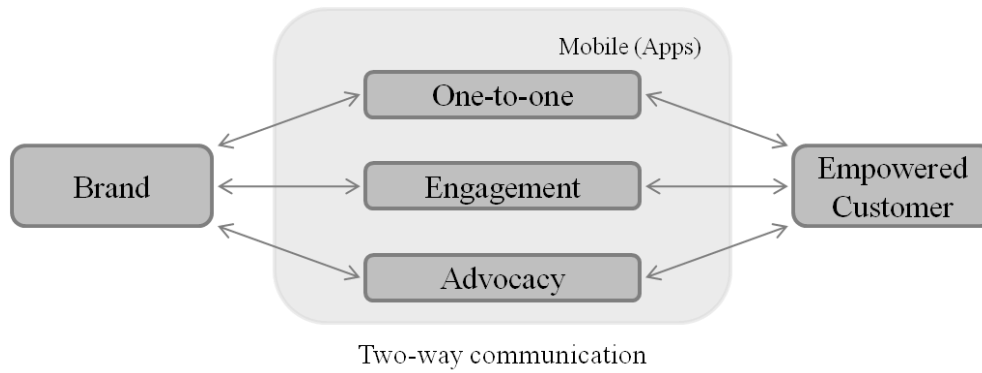 Mobile (Apps)
One-to-one
Brand
Engagement
Empowered
Customer
Advocacy
Two-way communication